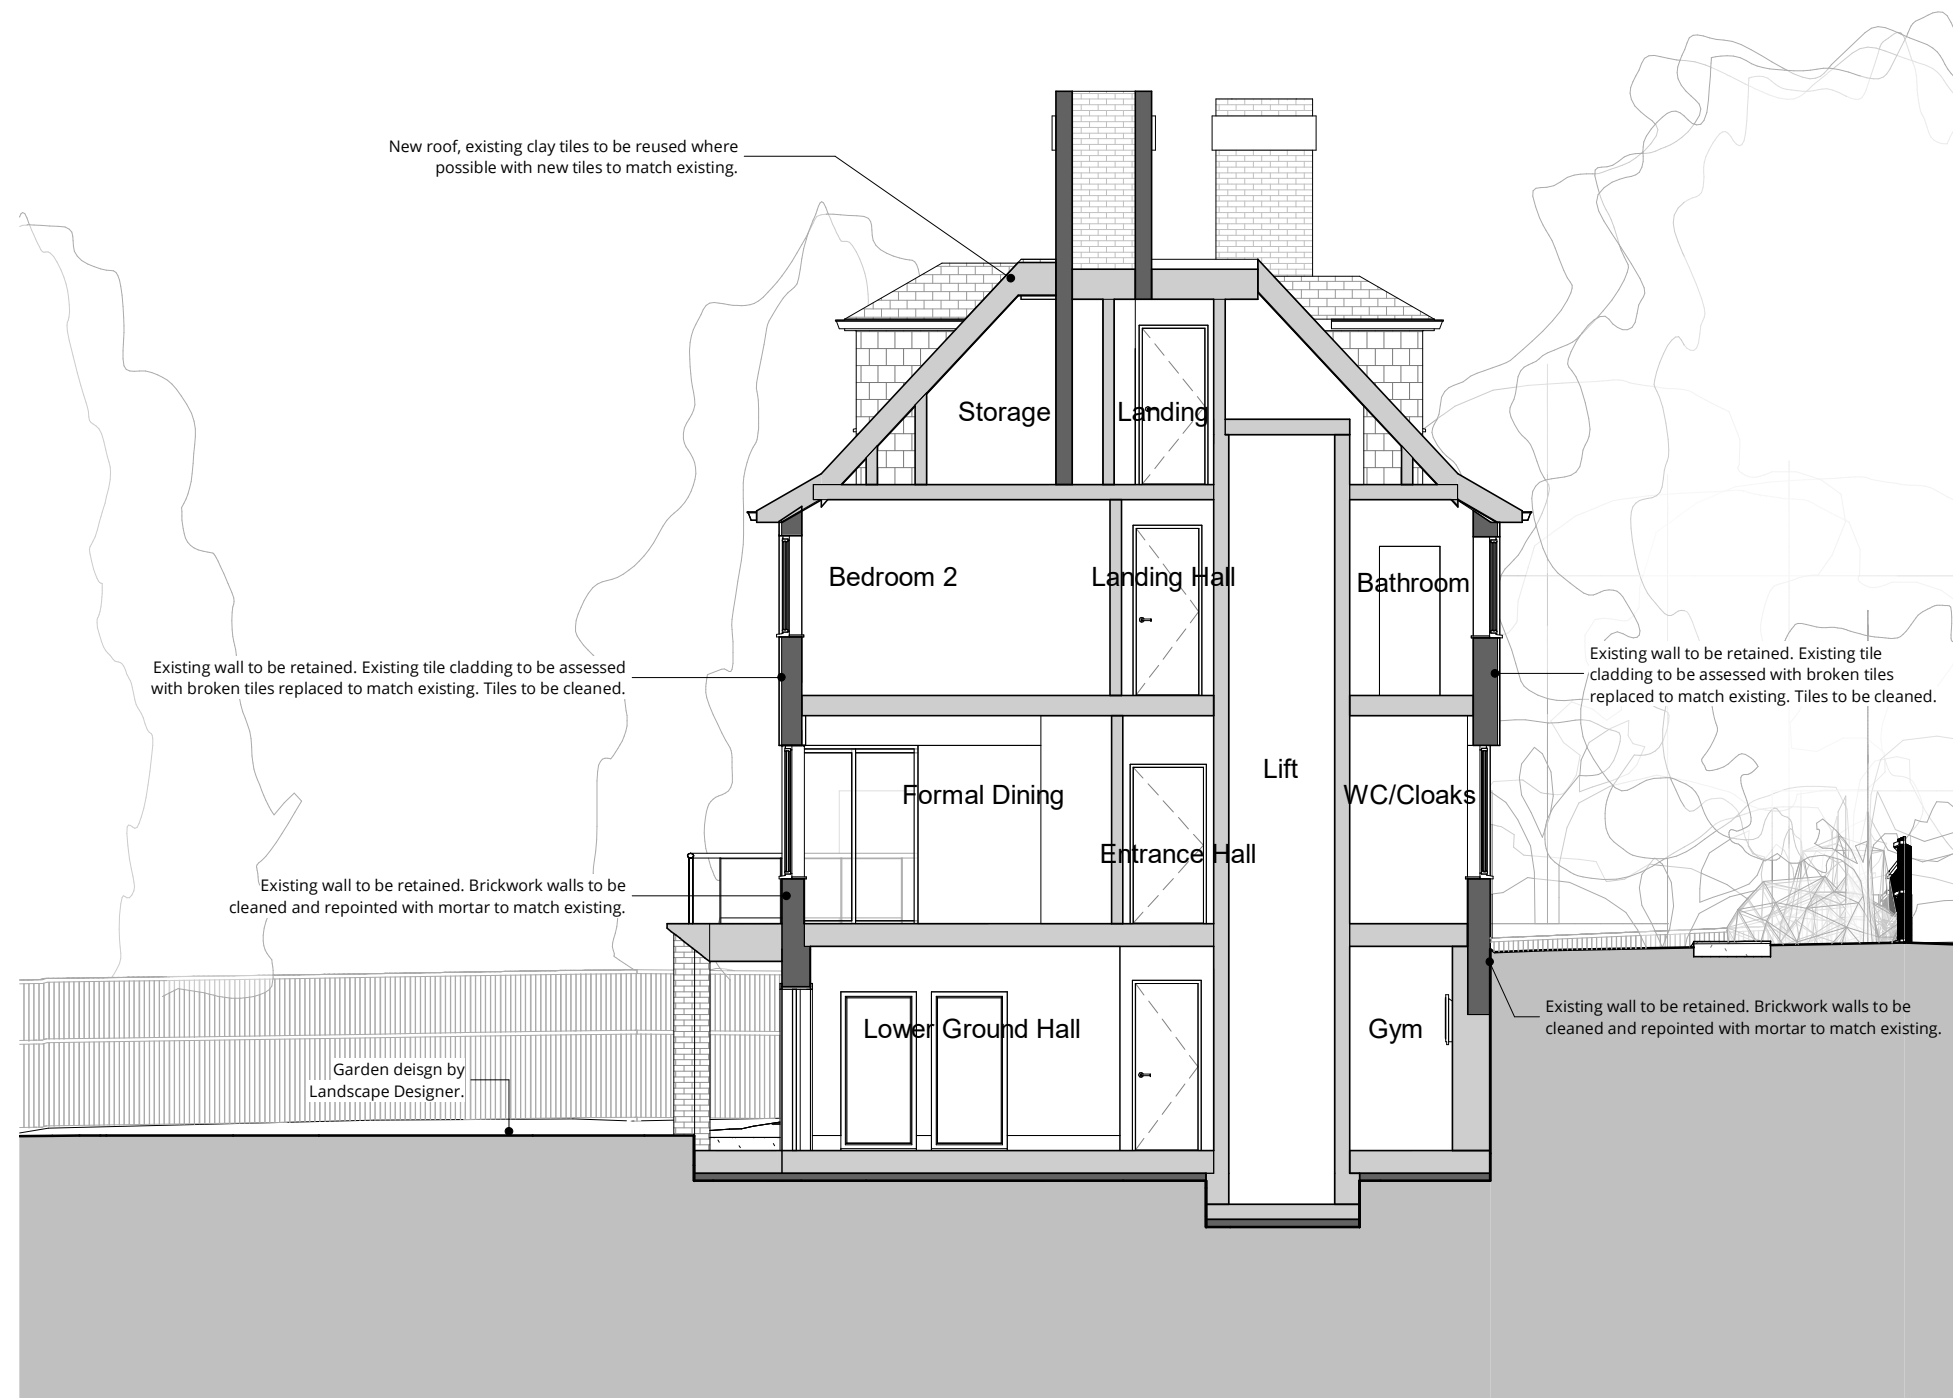 New roof, existing clay tiles to be reused where
possible with new tiles to match existing.
Storage
Landing
Bedroom 2
Landing Hall
Bathroom
Existing wall to be retained. Existing tile cladding to be assessed
with broken tiles replaced to match existing. Tiles to be cleaned.
Existing wall to be retained. Existing tile
cladding to be assessed with broken tiles
replaced to match existing. Tiles to be cleaned.
Lift
Formal Dining
WC/Cloaks
Entrance Hall
Existing wall to be retained. Brickwork walls to be
cleaned and repointed with mortar to match existing.
Existing wall to be retained. Brickwork walls to be
cleaned and repointed with mortar to match existing.
Lower Ground Hall
Gym
Garden deisgn by
Landscape Designer.